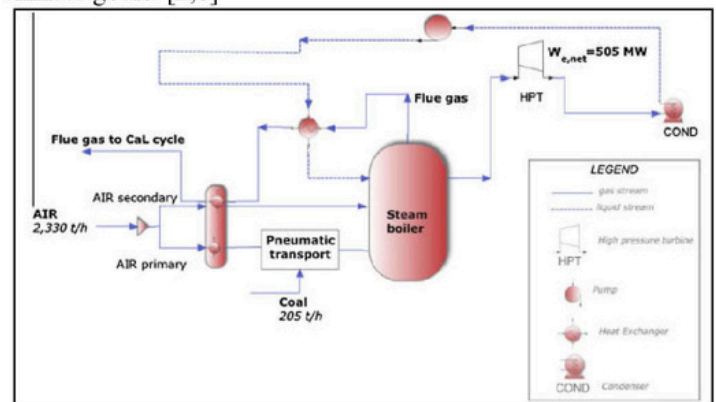 W e,net=505 MW
HPT
Flue gas
COND
Flue gas to CaL cycle
AIR secondary
AIR
2,330 t/h
AIR primary
Pneumatic
transport
Steam
boiler
Coal
205 t/h
LEGEND
gas stream
liquid stream
High pressure turbine
HPT
Pump
Heat Exchanger
COND
Condenser